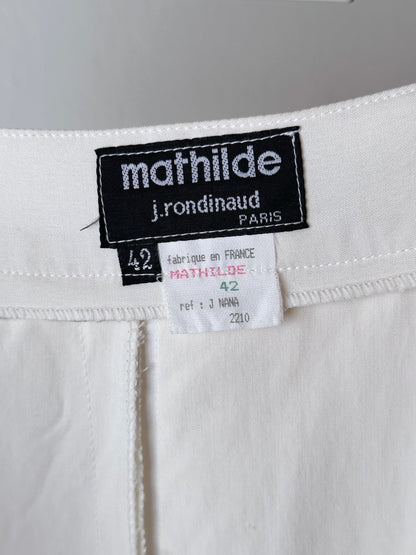 mathilde
j.rondinaud
PARIS
42
fabrique en FRANCE
MATHILDE
42
ref : J NANA
2210